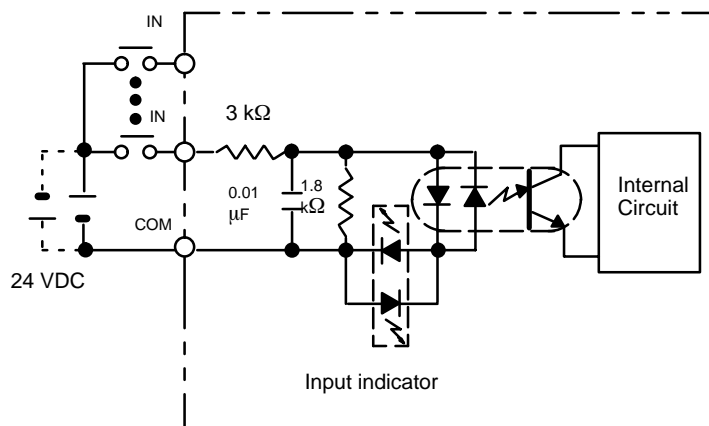 IN
IN
3 kΩ
0.01
µF
1.8
kΩ
COM
24 VDC
Internal
Circuit
Input indicator